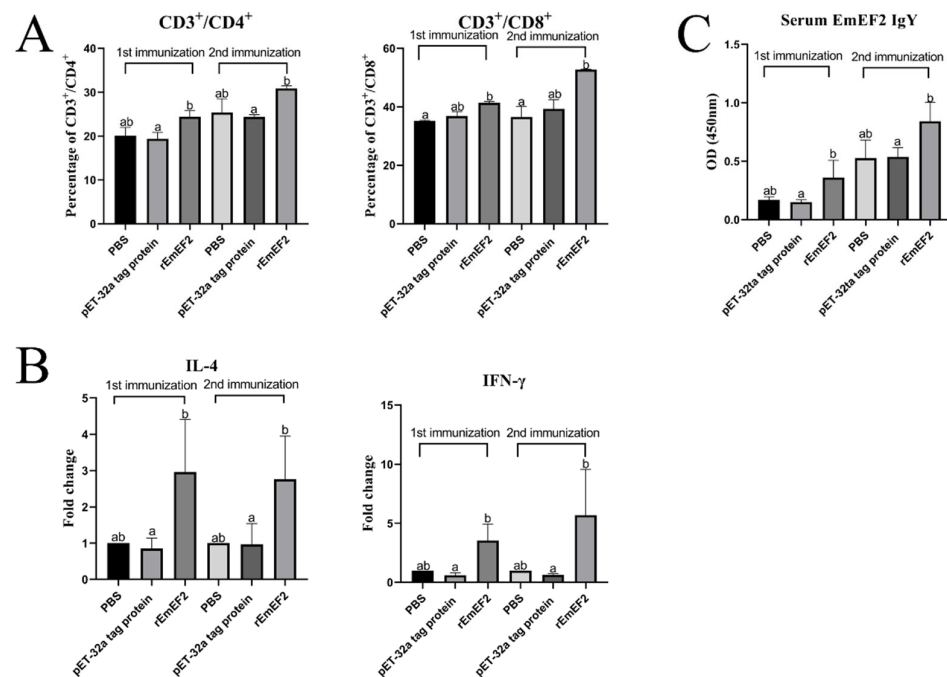 A
CD3+/CD4+
Percentage of CD3+/CD4+
40
30
20
10
0
1st immunization
2nd immunization
ab
a
b
ab
a
b
PBS
pET-32a tag protein
rEmEF2
PBS
pET-32a tag protein
rEmEF2
CD3+/CD8+
Percentage of CD3+/CD8+
60
40
20
0
1st immunization
2nd immunization
a
ab
b
a
ab
b
PBS
pET-32a tag protein
rEmEF2
PBS
pET-32a tag protein
rEmEF2
C
Serum EmEF2 IgY
OD (450nm)
1.5
1.0
0.5
0.0
1st immunization
2nd immunization
ab
a
b
ab
a
b
PBS
pET-32ta tag protein
rEmEF2
PBS
pET-32ta tag protein
rEmEF2
B
IL-4
Fold change
5
4
3
2
1
0
1st immunization
2nd immunization
ab
a
b
ab
a
b
PBS
pET-32a tag protein
rEmEF2
PBS
pET-32a tag protein
rEmEF2
IFN-γ
Fold change
15
10
5
0
1st immunization
2nd immunization
ab
a
b
ab
a
b
PBS
pET-32a tag protein
rEmEF2
PBS
pET-32a tag protein
rEmEF2